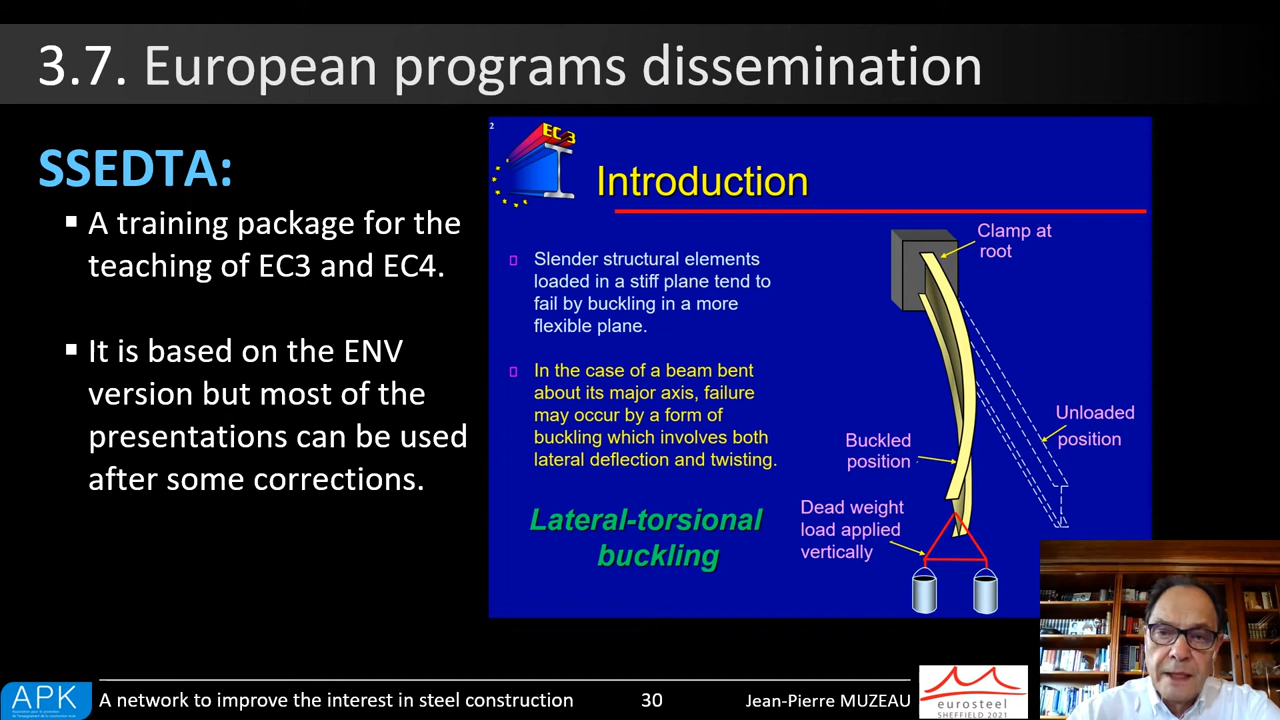 3.7. European programs dissemination
SSEDTA:
▪ A training package for the
teaching of EC3 and EC4.
▪ It is based on the ENV
version but most of the
presentations can be used
after some corrections.
2
EC 3
Introduction
Slender structural elements
loaded in a stiff plane tend to
fail by buckling in a more
flexible plane.
In the case of a beam bent
about its major axis, failure
may occur by a form of
buckling which involves both
lateral deflection and twisting.
Lateral-torsional
buckling
Clamp at
root
Unloaded
position
Buckled
position
Dead weight
load applied
vertically
APK
A network to improve the interest in steel construction
30
Jean-Pierre MUZEAU
eurosteel
SHEFFIELD 2021